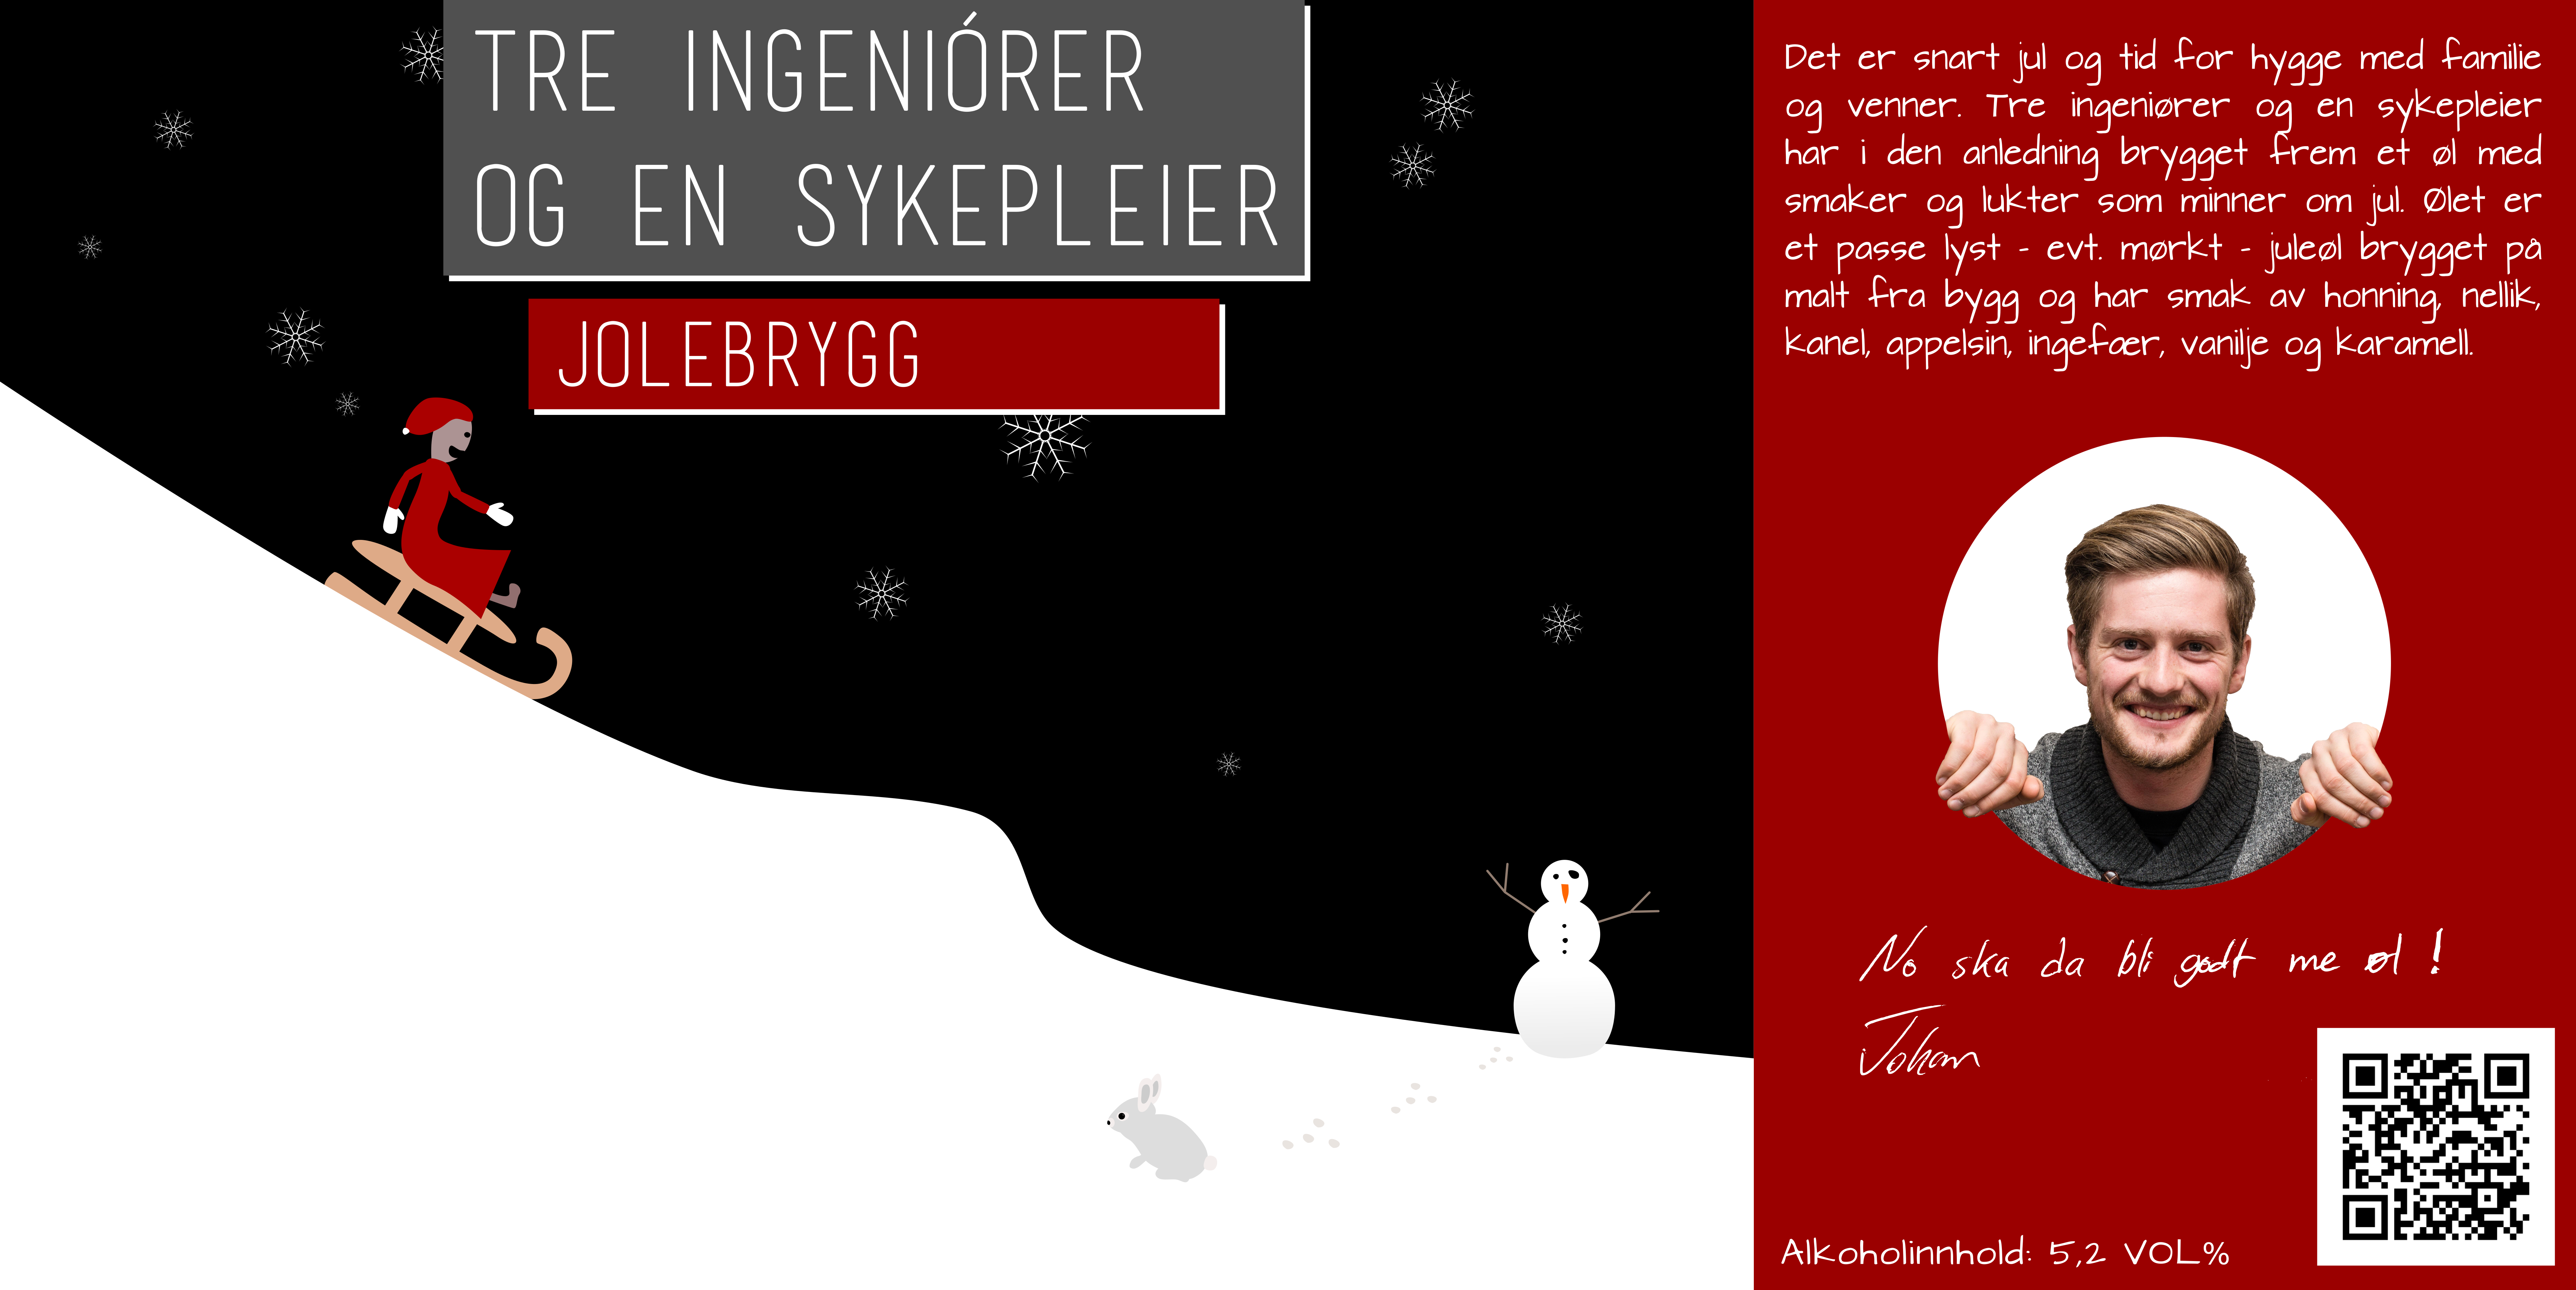 TRE INGENIÓRER
OG EN SYKEPLEIER
JOLEBRYGG
Det er snart jul og tid for hygge med familie
og venner. Tre ingeniører og en sykepleier
har i den anledning brygget frem et øl med
smaker og lukter som minner om jul. Ølet er
et passe lyst - evt. mørkt - juleøl brygget på
malt fra bygg og har smak av honning, nellik,
kanel, appelsin, ingefær, vanilje og karamell.
No ska da bli godt me øl !
Johan
Alkoholinnhold: 5,2 VOL%